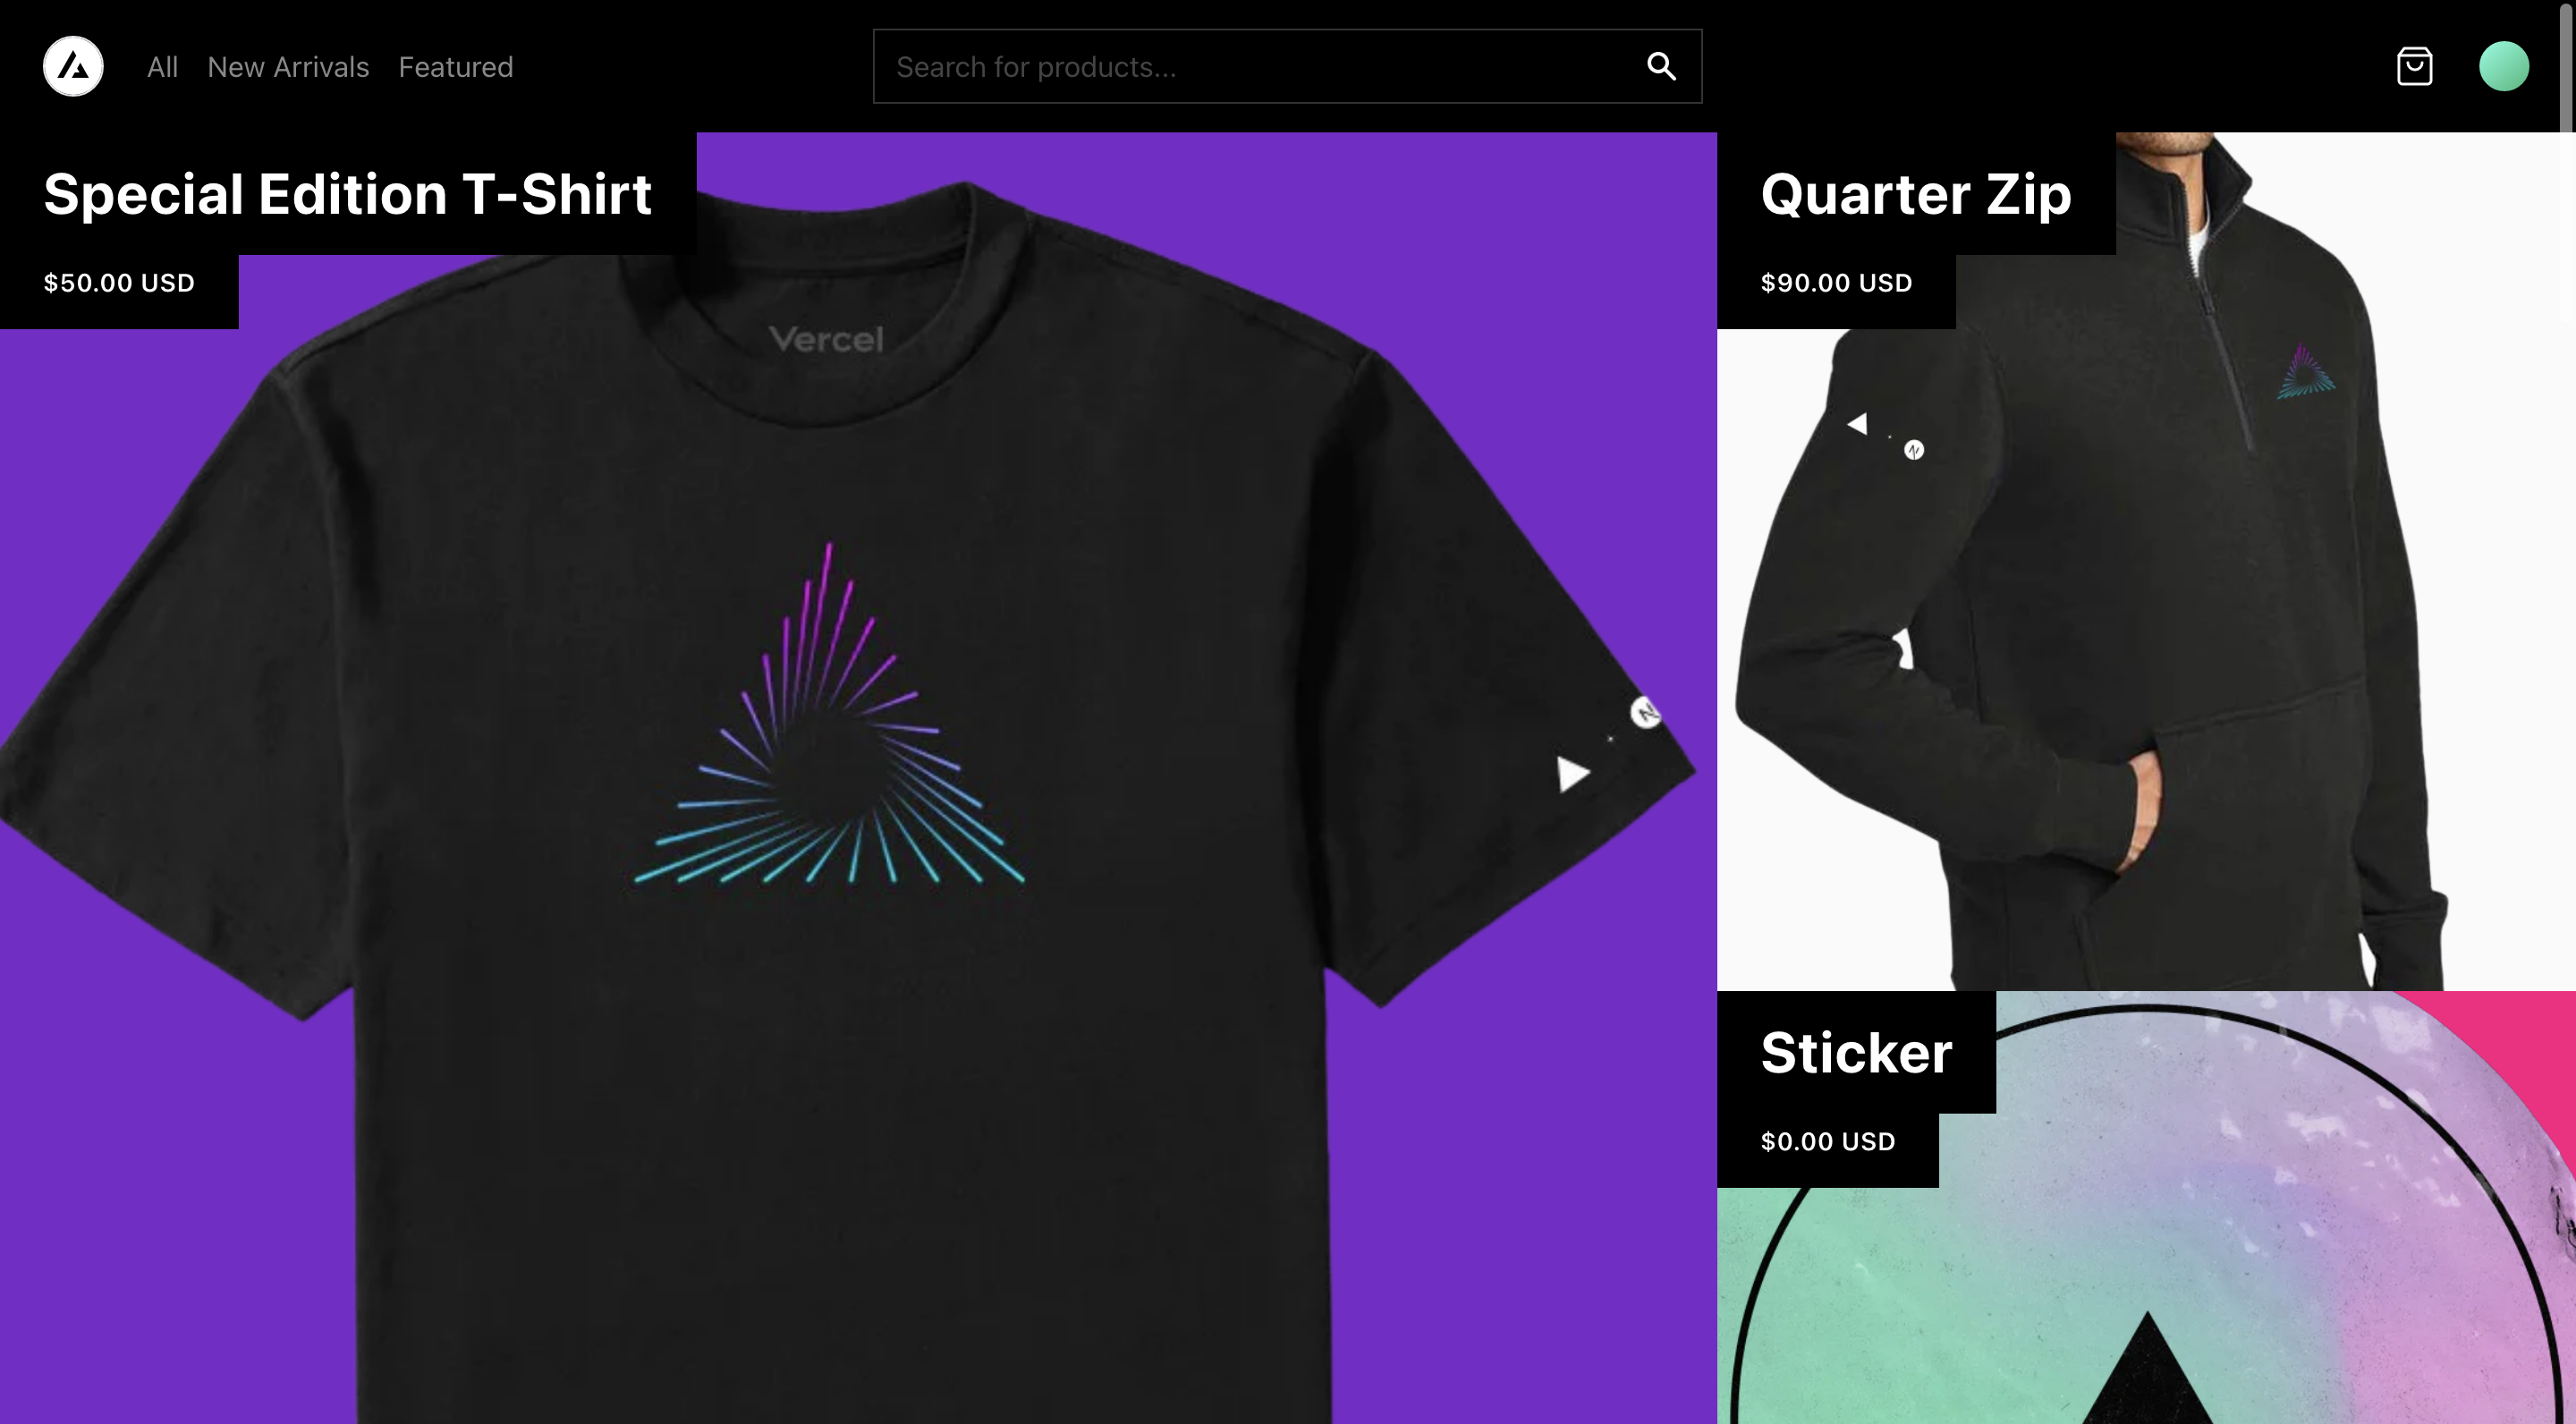 All New Arrivals Featured
Search for products...
Special Edition T-Shirt
$50.00 USD
Vercel
Quarter Zip
$90.00 USD
Sticker
$0.00 USD